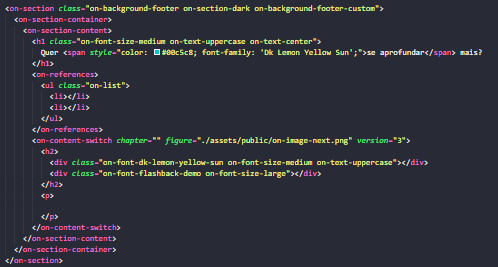 <on-section class="on-background-footer on-section-dark on-background-footer-custom">
<on-section-container>
<on-section-content>
<h1 class="on-font-size-medium on-text-uppercase on-text-center">
Quer <span style="color: #00c5c8; font-family: 'Dk Lemon Yellow Sun';">se aprofundar</span> mais?
</h1>
<on-references>
<ul class="on-list">
<li></li>
<li></li>
</ul>
</on-references>
<on-content-switch chapter="" figure="./assets/public/on-image-next.png" version="3">
<h2>
<div class="on-font-dk-lemon-yellow-sun on-font-size-medium on-text-uppercase"></div>
<div class="on-font-flashback-demo on-font-size-large"></div>
</h2>
<p>
</p>
</on-content-switch>
</on-section-content>
</on-section-container>
</on-section>